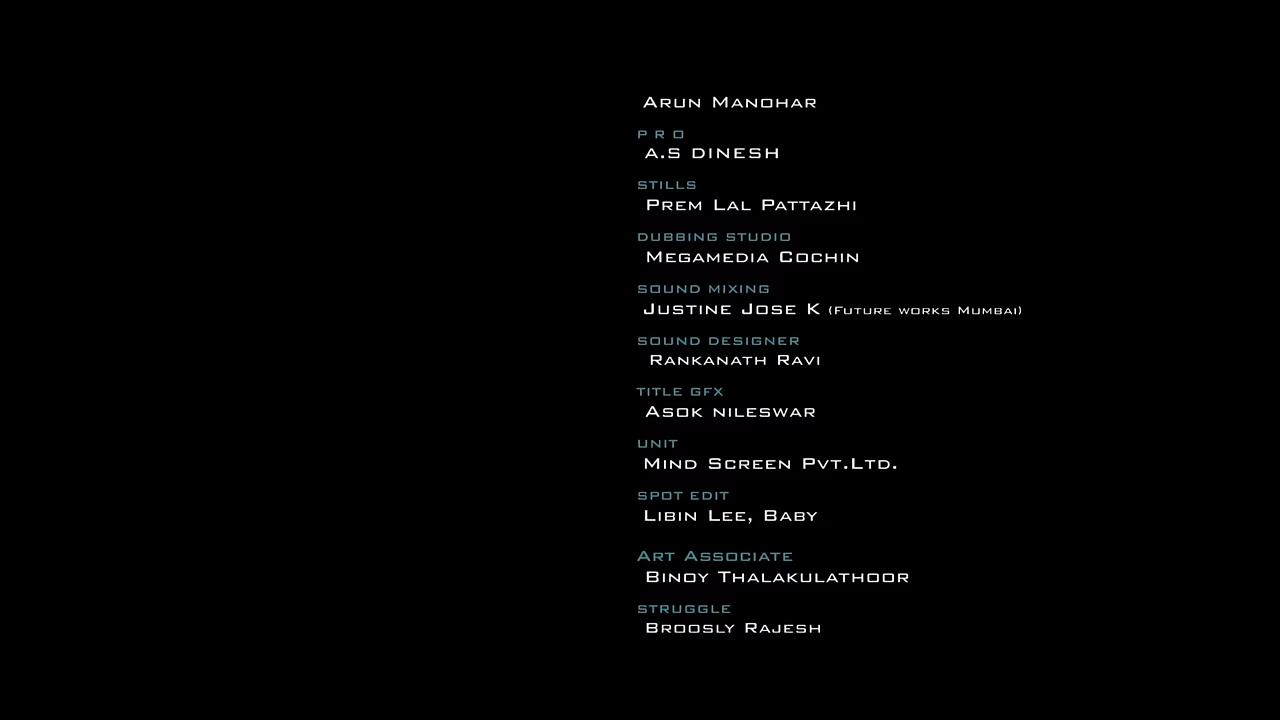 Arun Manohar
P R O
A.S DINESH
STILLS
Prem Lal Pattazhi
DUBBING STUDIO
Megamedia Cochin
SOUND MIXING
Justine Jose K (Future works Mumbai)
SOUND DESIGNER
Rankanath Ravi
TITLE GFX
Asok nileswar
UNIT
Mind Screen Pvt.Ltd.
SPOT EDIT
Libin Lee, Baby
Art Associate
Binoy Thalakulathoor
STRUGGLE
Broosly Rajesh